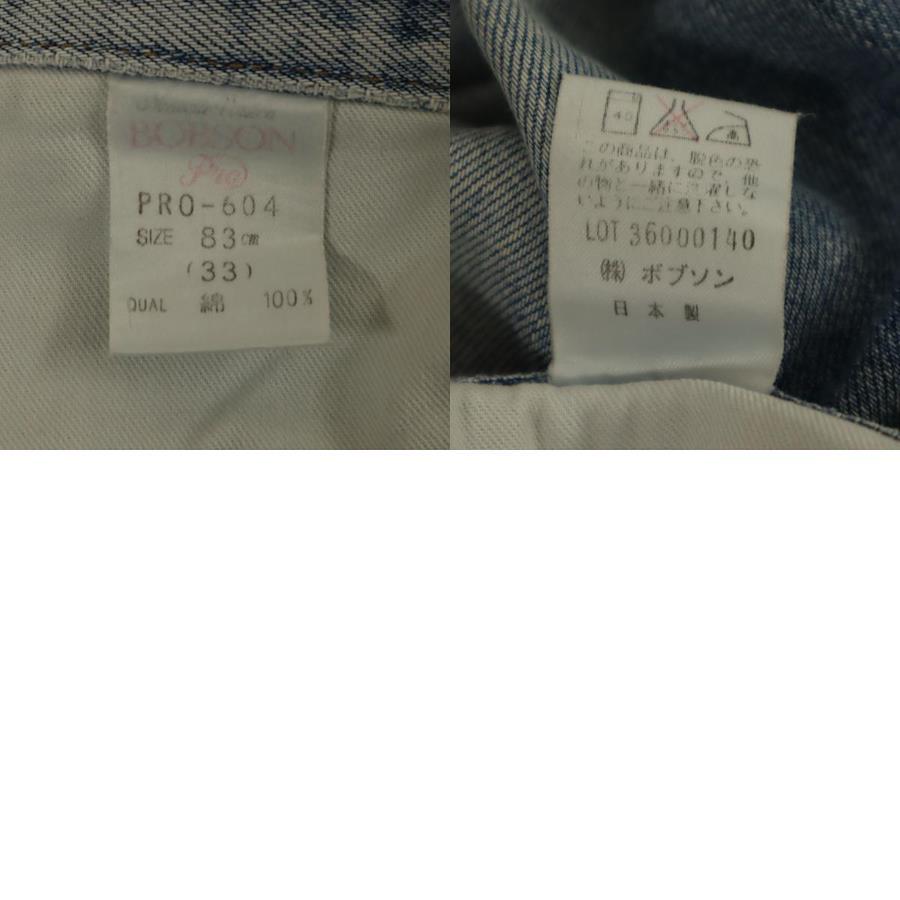 BOBSON
Pro
PRO-604
SIZE 83cm
(33)
QUAL 綿 100%
40
高
この商品は、脱色の恐
れがありますので、他
の物と一緒に洗濯しな
いようにご注意下さい。
LOT 36000140
㈱ ボブソン
日本製